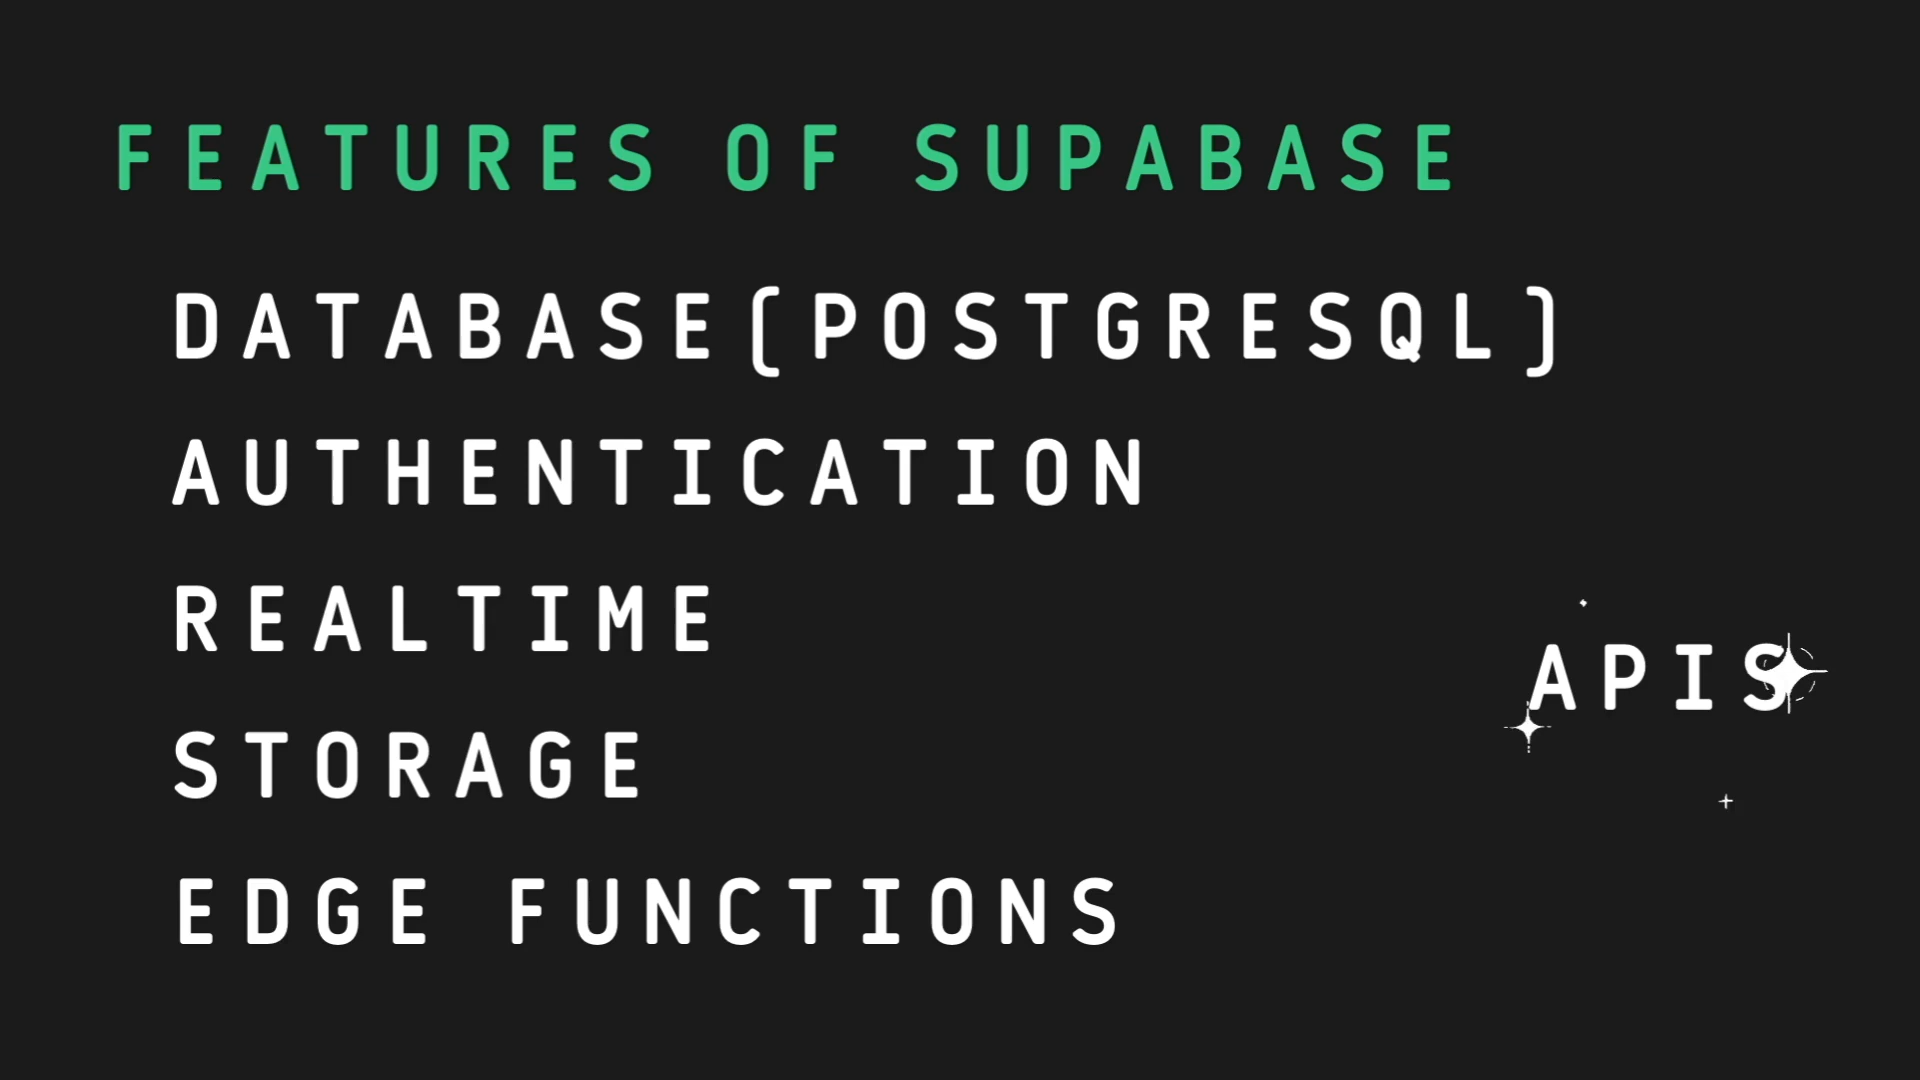 FEATURES OF SUPABASE
DATABASE(POSTGRESQL)
AUTHENTICATION
REALTIME
APIS
STORAGE
EDGE FUNCTIONS